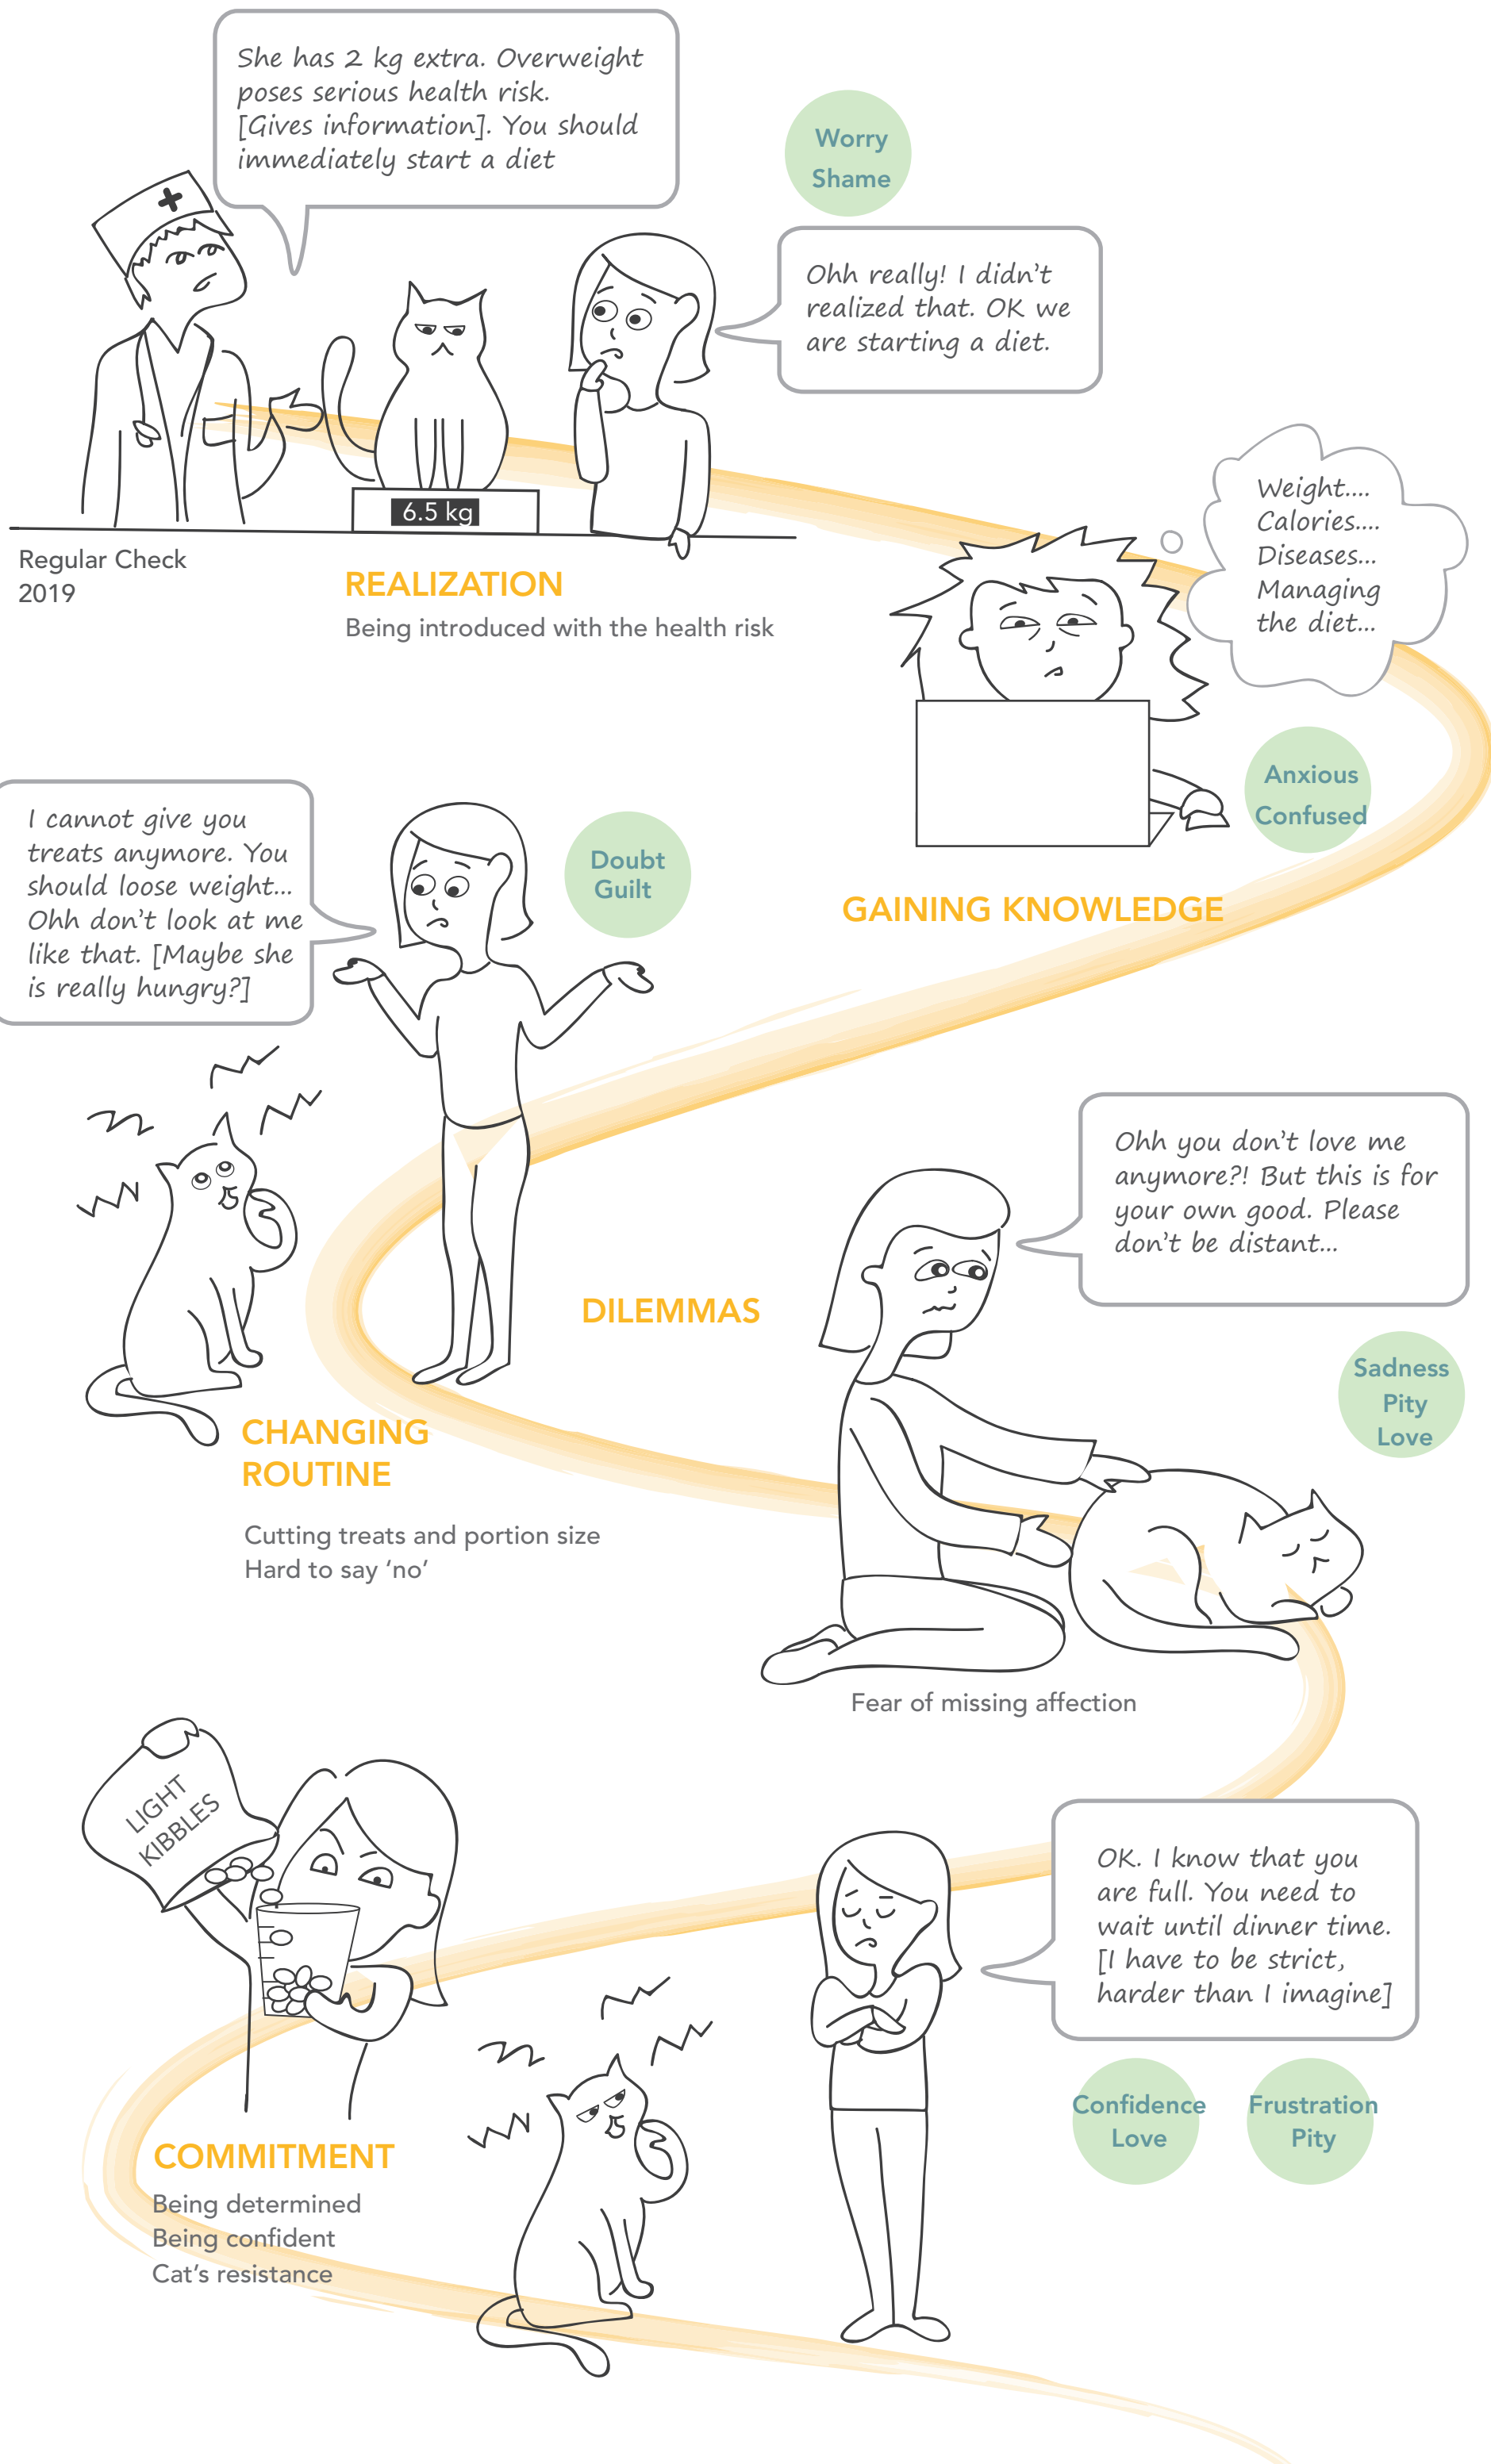 She has 2 kg extra. Overweight
poses serious health risk.
[Gives information]. You should
immediately start a diet
Worry
Shame
Ohh really! I didn't
realized that. OK we
are starting a diet.
6.5 kg
Regular Check
2019
REALIZATION
Being introduced with the health risk
Weight....
Calories....
Diseases...
Managing
the diet...
Anxious
Confused
GAINING KNOWLEDGE
I cannot give you
treats anymore. You
should loose weight...
Ohh don't look at me
like that. [Maybe she
is really hungry?]
Doubt
Guilt
CHANGING
ROUTINE
Cutting treats and portion size
Hard to say ‘no’
DILEMMAS
Ohh you don't love me
anymore?! But this is for
your own good. Please
don't be distant...
Sadness
Pity
Love
Fear of missing affection
LIGHT
KIBBLES
COMMITMENT
Being determined
Being confident
Cat's resistance
OK. I know that you
are full. You need to
wait until dinner time.
[I have to be strict,
harder than I imagine]
Confidence
Love
Frustration
Pity